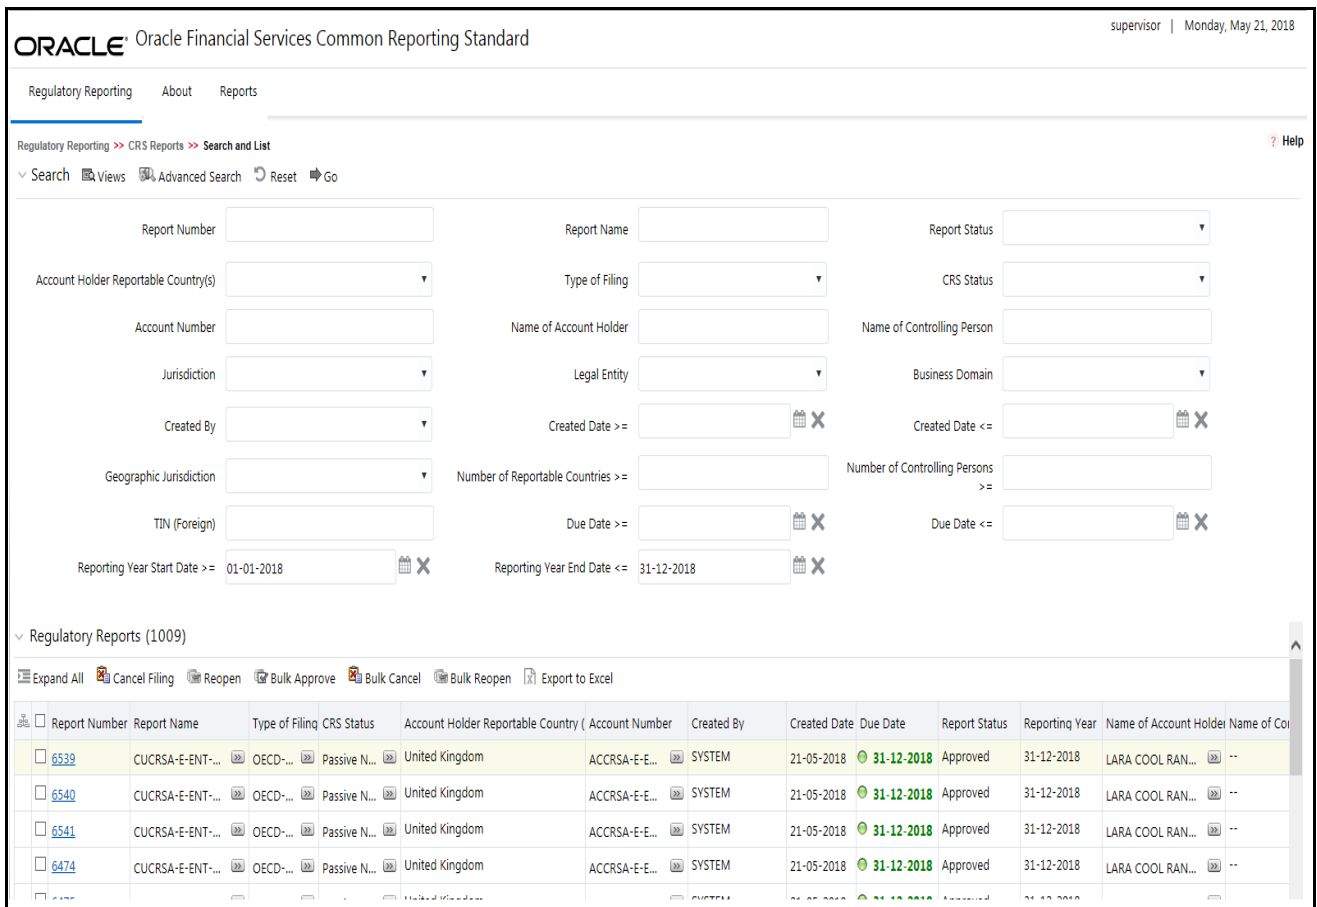 supervisor | Monday, May 21, 2018
ORACLE Oracle Financial Services Common Reporting Standard
Regulatory Reporting About Reports
Regulatory Reporting >> CRS Reports >> Search and List ? Help
Search Views Advanced Search Reset Go
Report Number Report Name Report Status
Account Holder Reportable Country(s) Type of Filing CRS Status
Account Number Name of Account Holder Name of Controlling Person
Jurisdiction Legal Entity Business Domain
Created By Created Date >= Created Date <=
Geographic Jurisdiction Number of Reportable Countries >= Number of Controlling Persons
>=
TIN (Foreign) Due Date >= Due Date <=
Reporting Year Start Date >= 01-01-2018 Reporting Year End Date <= 31-12-2018
Regulatory Reports (1009)
Expand All Cancel Filing Reopen Bulk Approve Bulk Cancel Bulk Reopen Export to Excel
Report Number Report Name Type of Filing CRS Status Account Holder Reportable Country ( Account Number Created By Created Date Due Date Report Status Reporting Year Name of Account Holder Name of Co
6539 CUCRSA-E-ENT-... OECD-... Passive N... United Kingdom ACCRSA-E-E... SYSTEM 21-05-2018 31-12-2018 Approved 31-12-2018 LARA COOL RAN... --
6540 CUCRSA-E-ENT-... OECD-... Passive N... United Kingdom ACCRSA-E-E... SYSTEM 21-05-2018 31-12-2018 Approved 31-12-2018 LARA COOL RAN... --
6541 CUCRSA-E-ENT-... OECD-... Passive N... United Kingdom ACCRSA-E-E... SYSTEM 21-05-2018 31-12-2018 Approved 31-12-2018 LARA COOL RAN... --
6474 CUCRSA-E-ENT-... OECD-... Passive N... United Kingdom ACCRSA-E-E... SYSTEM 21-05-2018 31-12-2018 Approved 31-12-2018 LARA COOL RAN... --